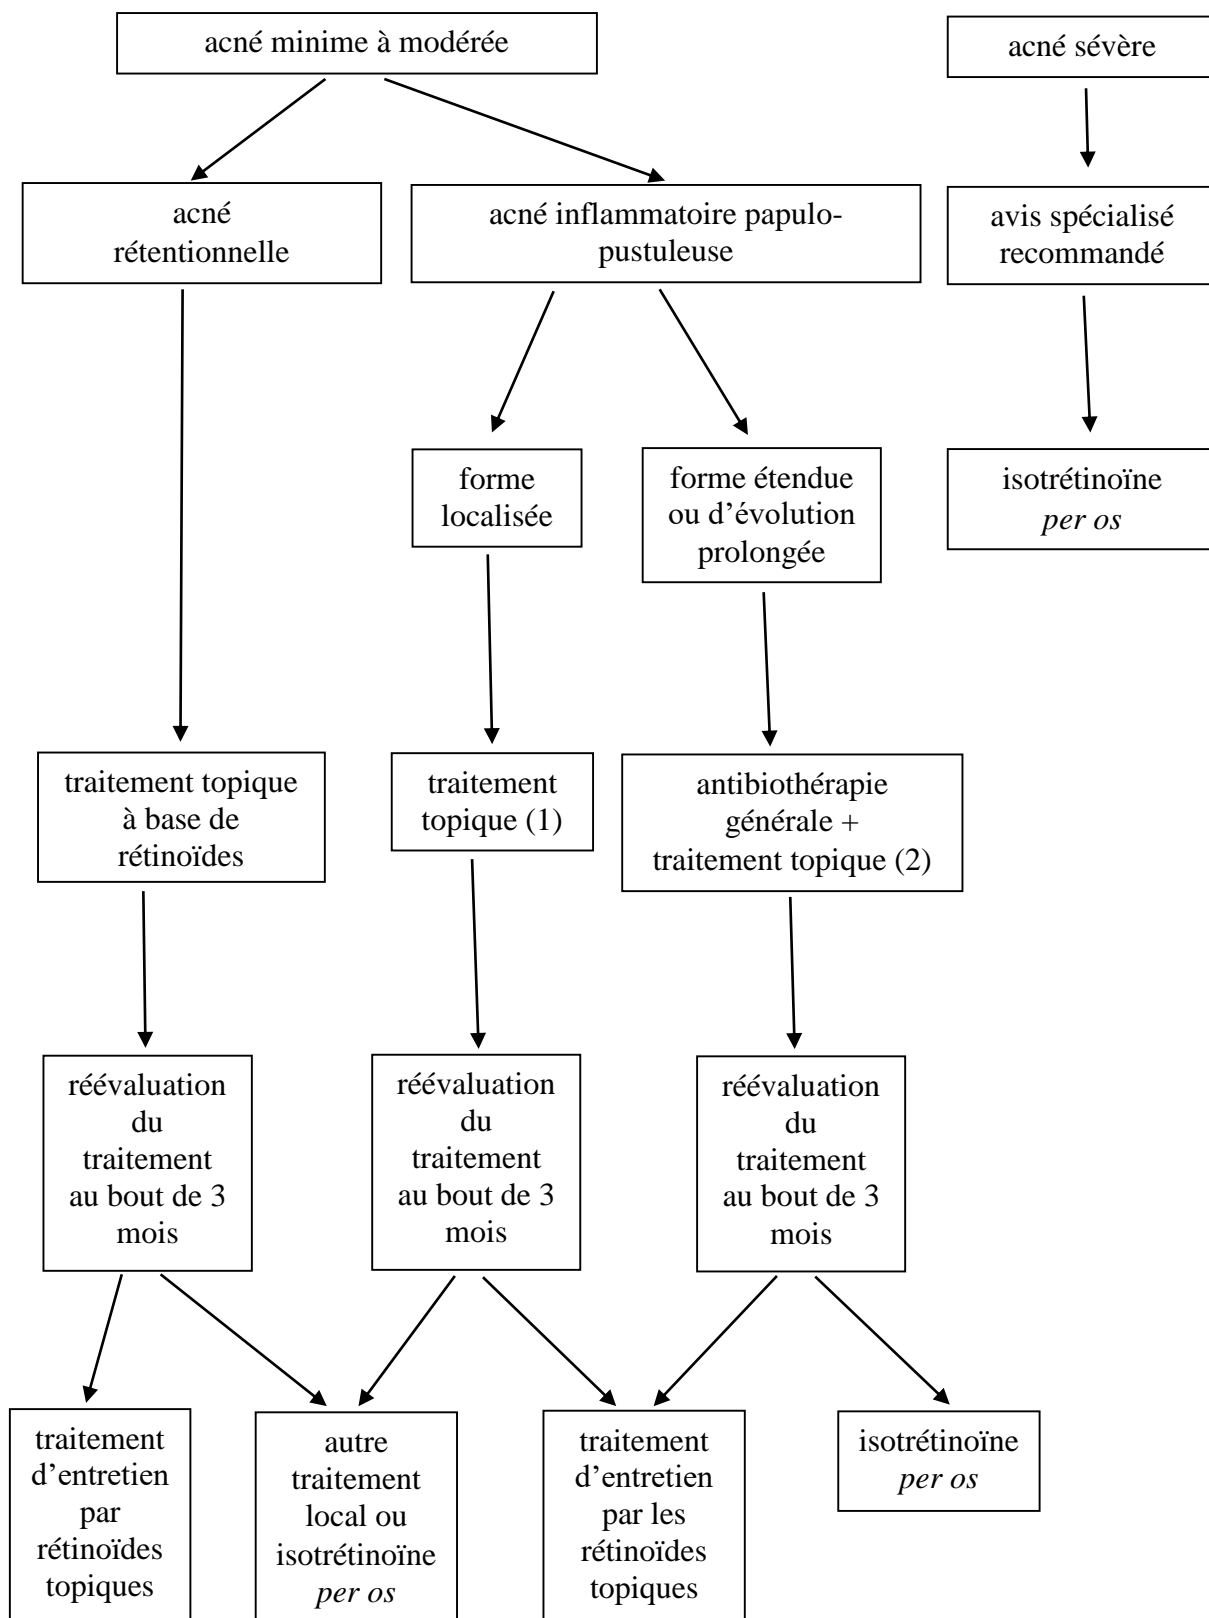 acné minime à modérée
acné sévère
acné
rétentionnelle
acné inflammatoire papulo-
pustuleuse
avis spécialisé
recommandé
forme
localisée
forme étendue
ou d’évolution
prolongée
isotrétinoïne
per os
traitement topique
à base de
rétinoïdes
traitement
topique (1)
antibiothérapie
générale +
traitement topique (2)
réévaluation
du
traitement
au bout de 3
mois
réévaluation
du
traitement
au bout de 3
mois
réévaluation
du
traitement
au bout de 3
mois
traitement
d’entretien
par
rétinoïdes
topiques
autre
traitement
local ou
isotrétinoïne
per os
traitement
d’entretien
par les
rétinoïdes
topiques
isotrétinoïne
per os